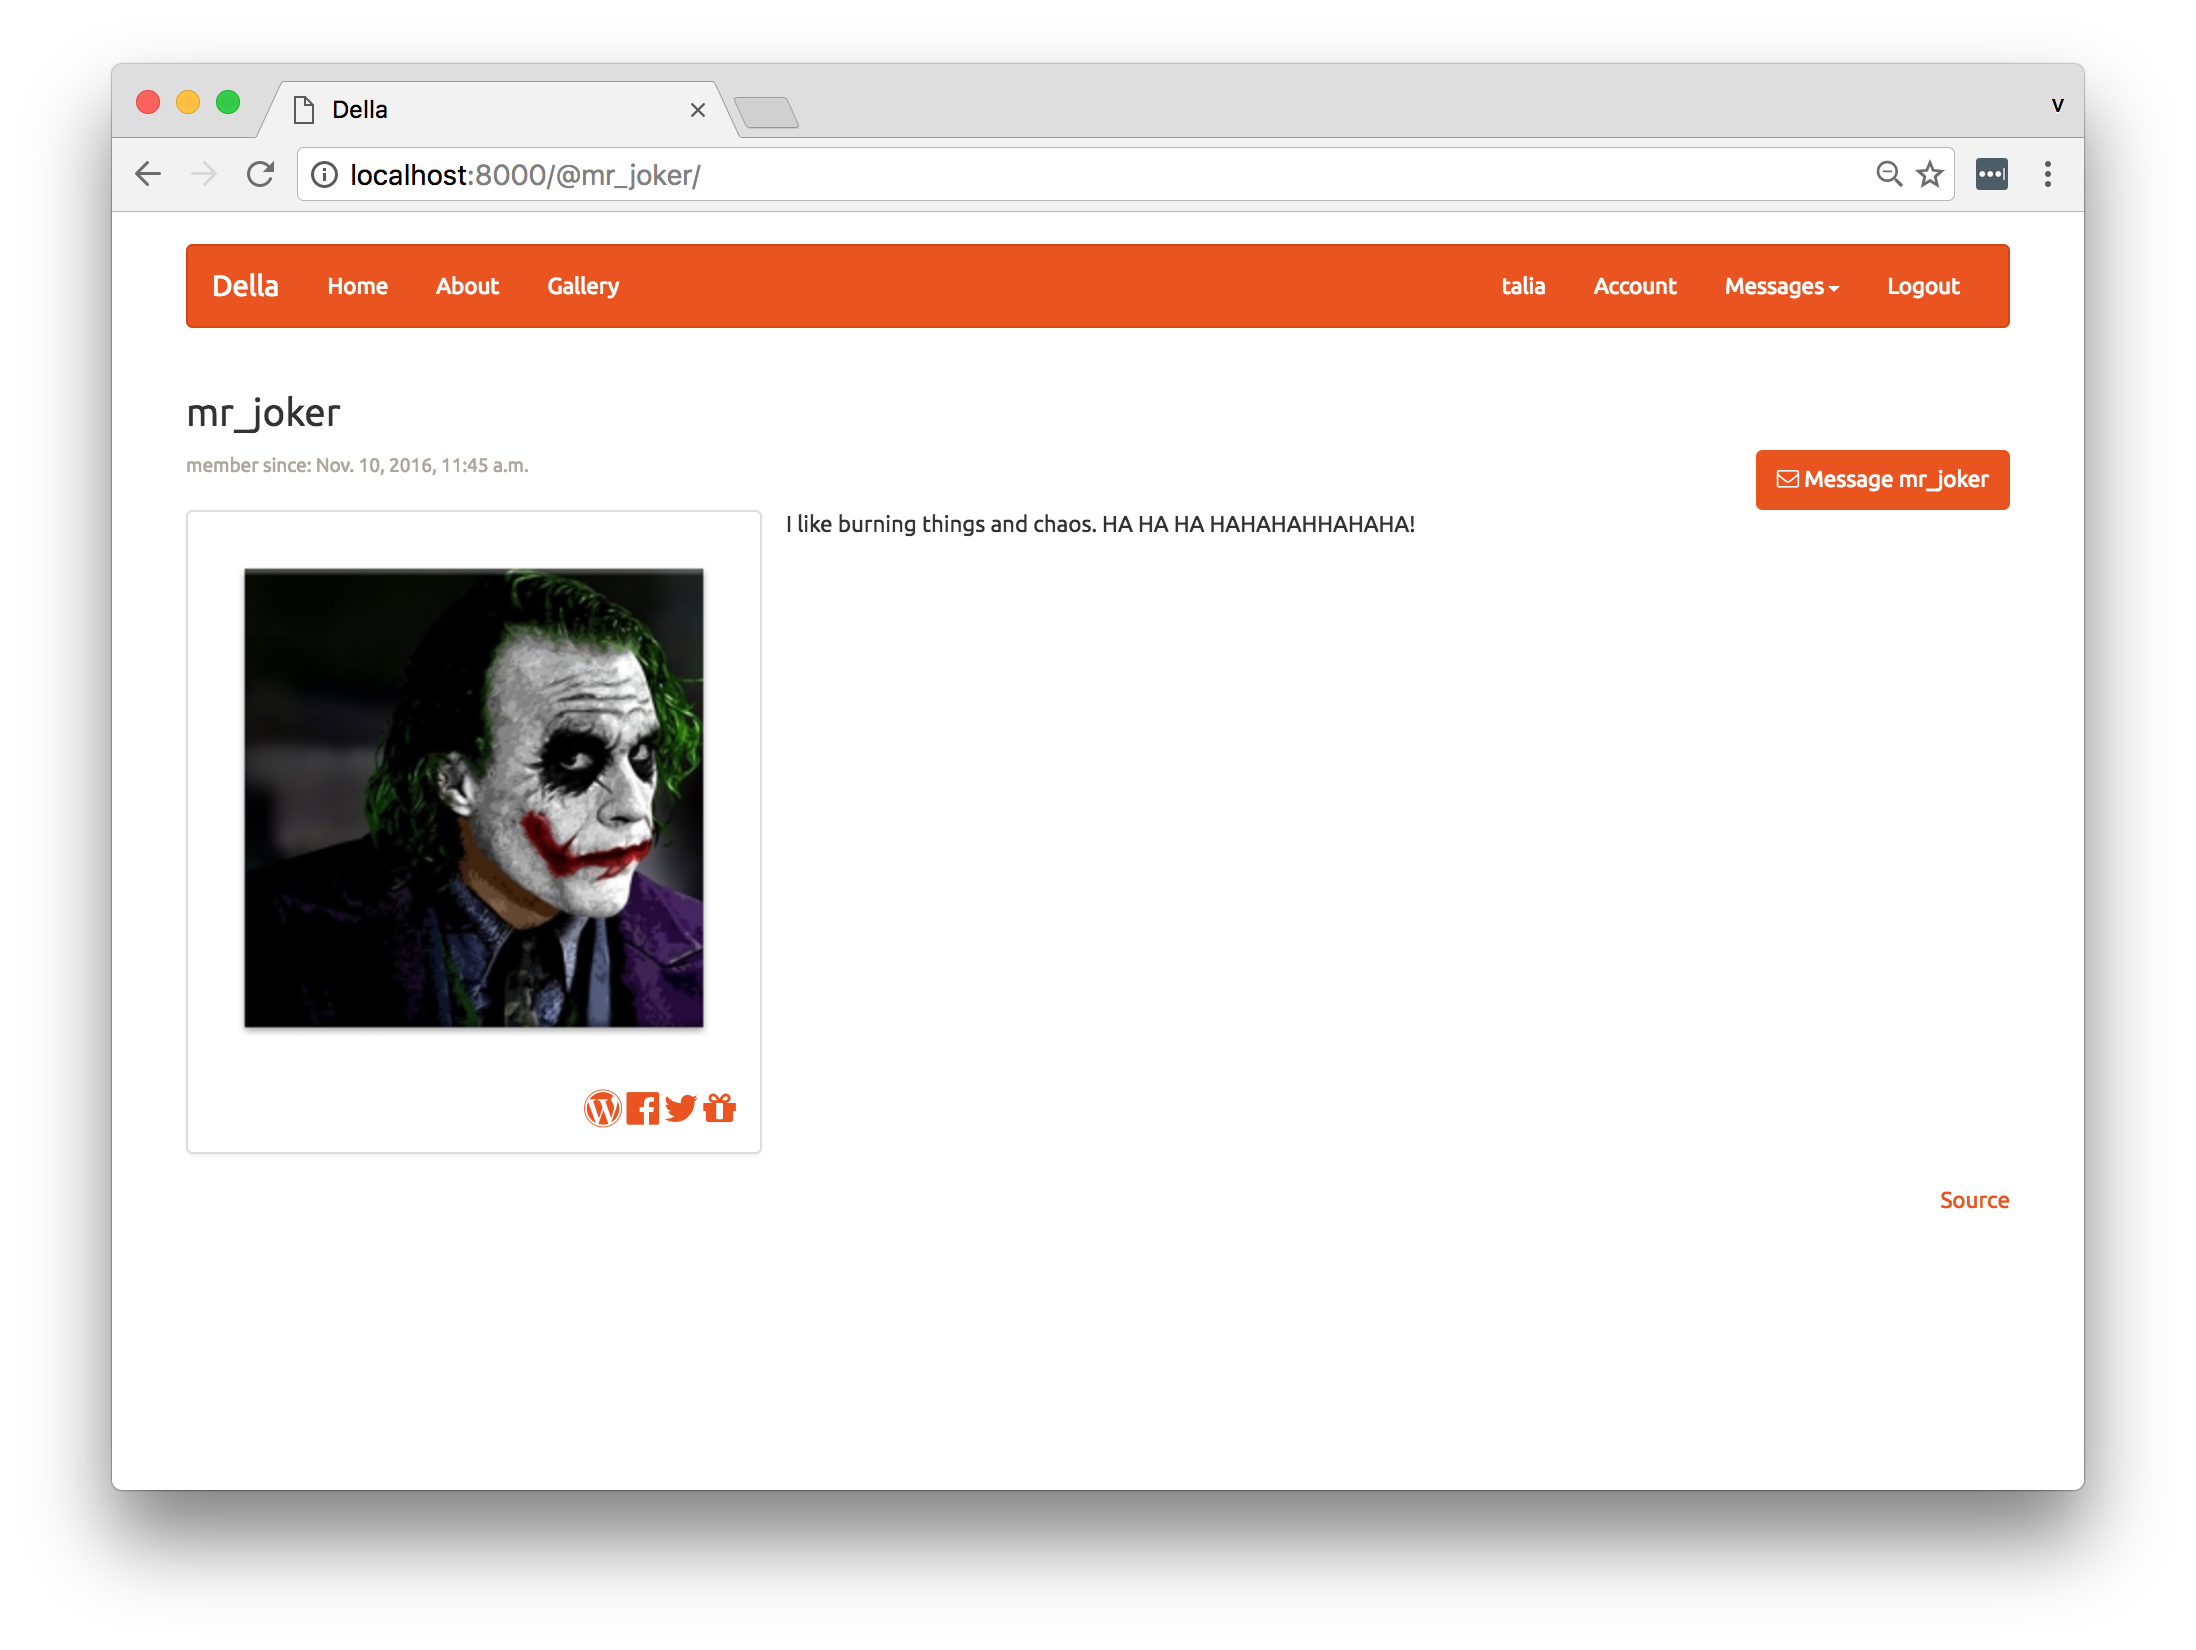 Della
v
localhost:8000/@mr_joker/
Della Home About Gallery talia Account Messages Logout
mr_joker
member since: Nov. 10, 2016, 11:45 a.m.
Message mr_joker
I like burning things and chaos. HA HA HA HAHAHAHHAHAHA!
Source